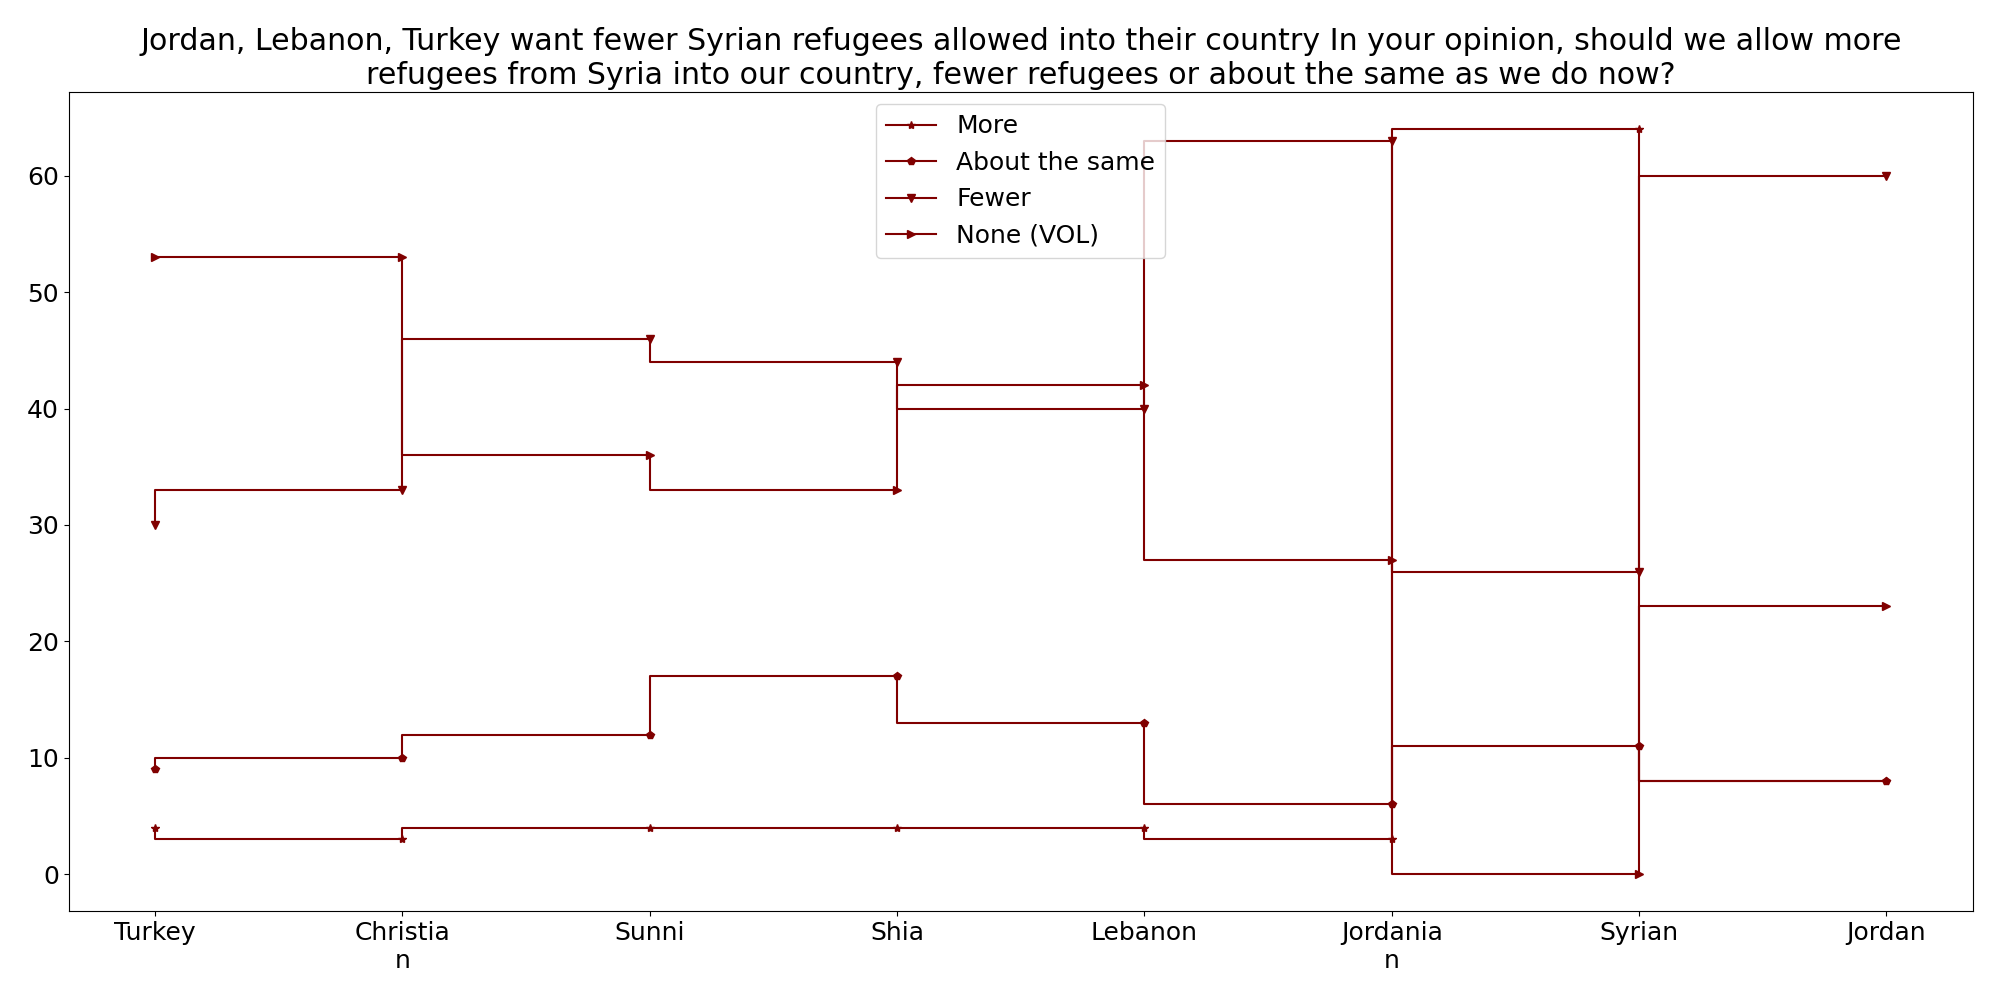 Jordan, Lebanon, Turkey want fewer Syrian refugees allowed into their country In your opinion, should we allow more
refugees from Syria into our country, fewer refugees or about the same as we do now?
More
About the same
Fewer
None (VOL)
60
50
40
30
20
10
0
Turkey
Christia
n
Sunni
Shia
Lebanon
Jordania
n
Syrian
Jordan